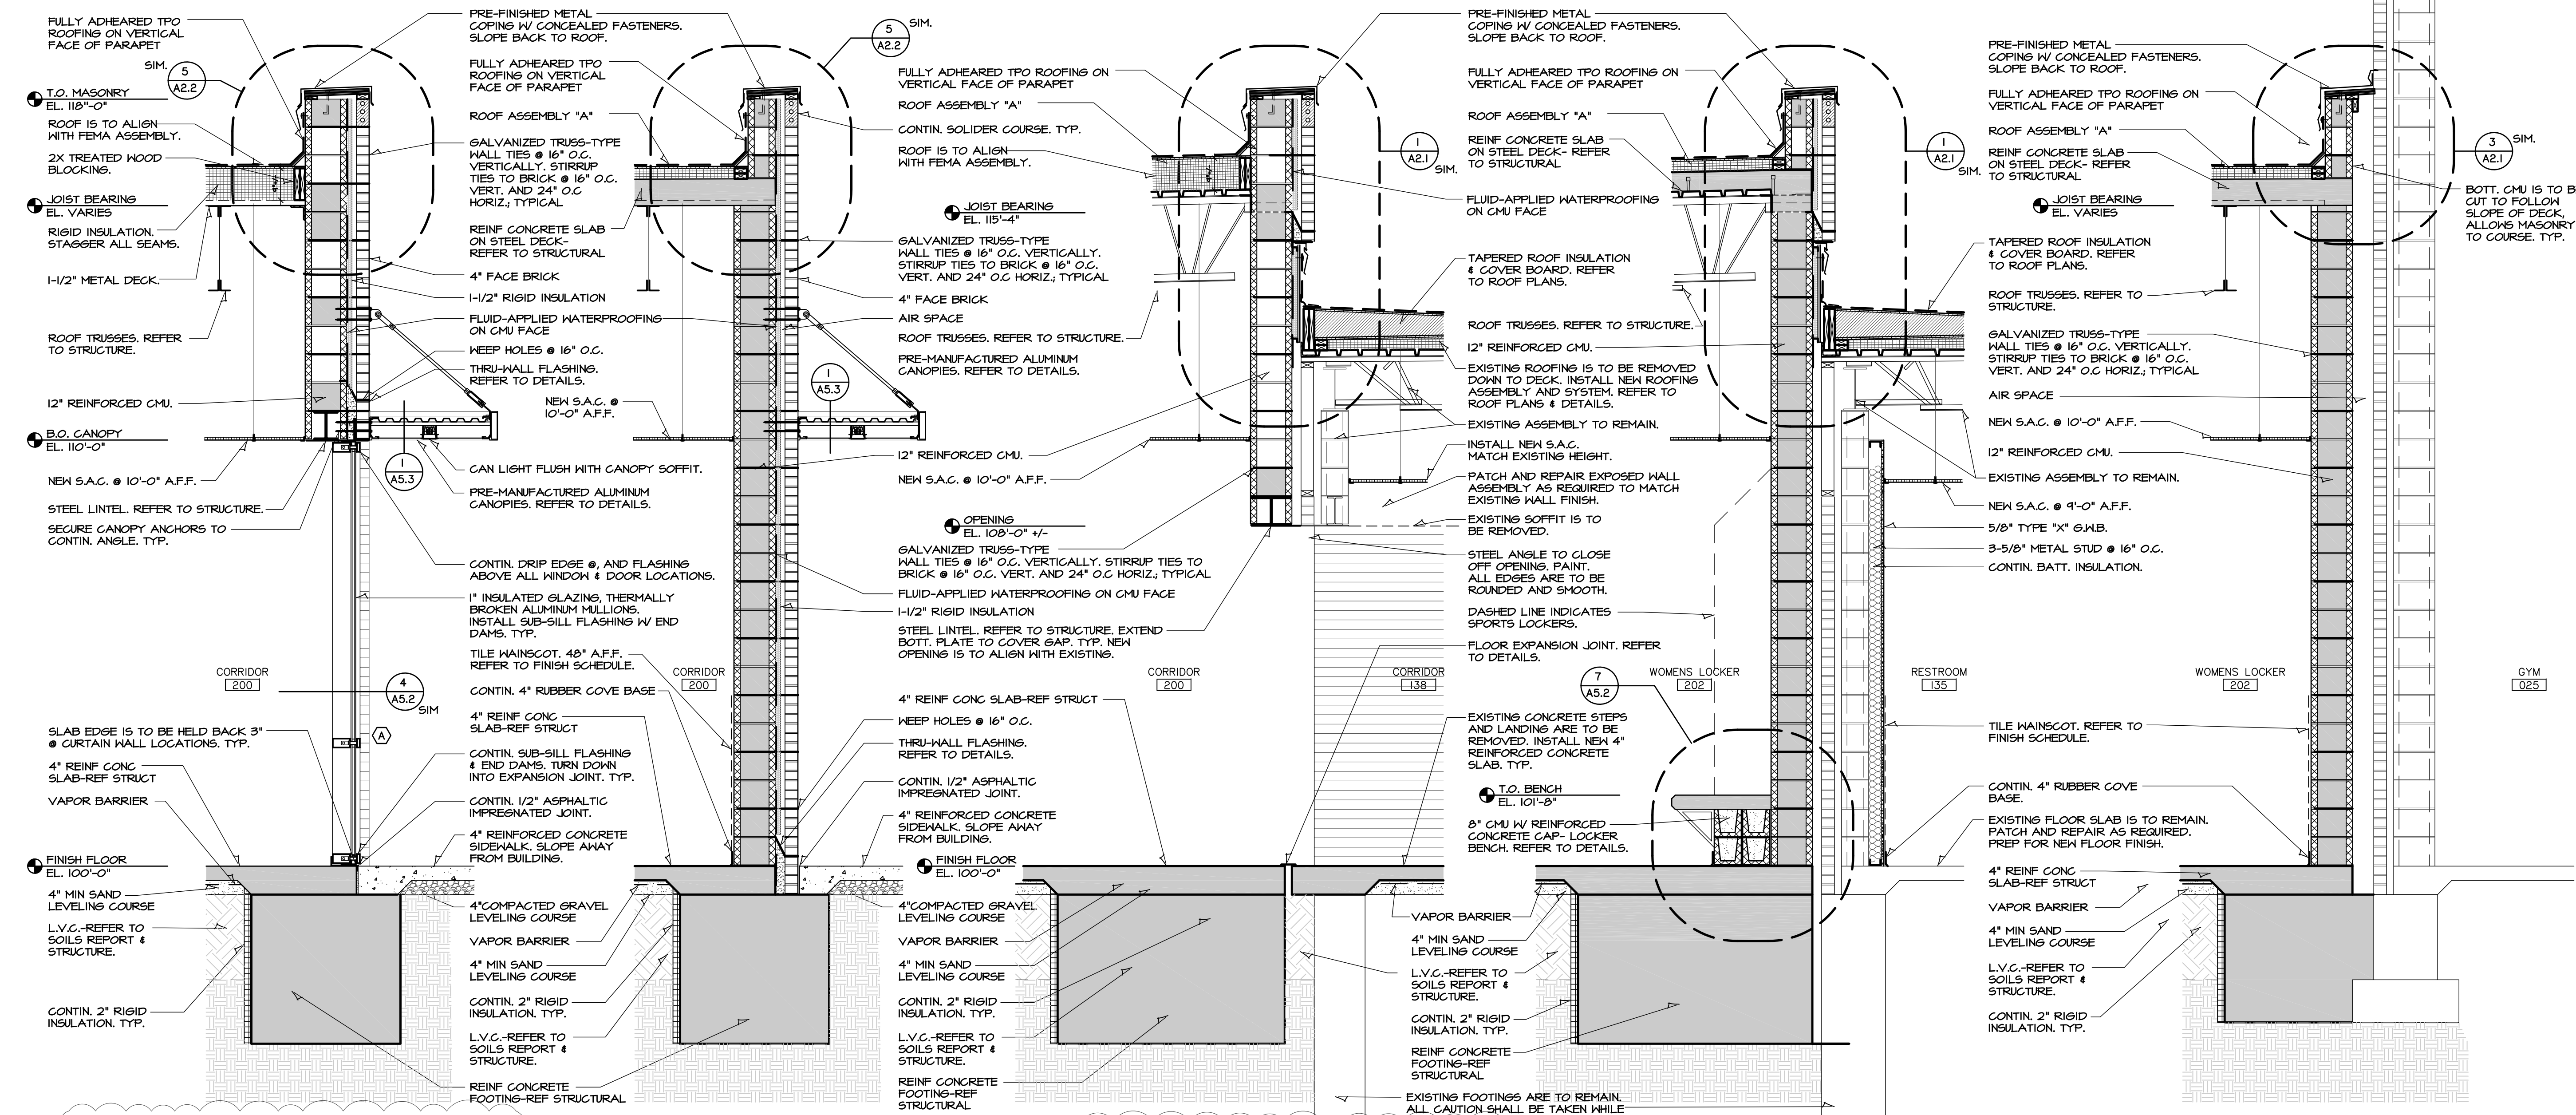 FULLY ADHEARED TPO
ROOFING ON VERTICAL
FACE OF PARAPET
SIM.
5
A2.2
T.O. MASONRY
EL. 118"-0"
ROOF IS TO ALIGN
WITH FEMA ASSEMBLY.
2X TREATED WOOD
BLOCKING.
JOIST BEARING
EL. VARIES
RIGID INSULATION.
STAGGER ALL SEAMS.
1-1/2" METAL DECK.
ROOF TRUSSES. REFER
TO STRUCTURE.
12" REINFORCED CMU.
B.O. CANOPY
EL. 110'-0"
NEW S.A.C. @ 10'-0" A.F.F.
STEEL LINTEL. REFER TO STRUCTURE.
SECURE CANOPY ANCHORS TO
CONTIN. ANGLE. TYP.
CORRIDOR
200
SLAB EDGE IS TO BE HELD BACK 3"
@ CURTAIN WALL LOCATIONS. TYP.
4" REINF CONC
SLAB-REF STRUCT
VAPOR BARRIER
FINISH FLOOR
EL. 100'-0"
4" MIN SAND
LEVELING COURSE
L.V.C.-REFER TO
SOILS REPORT &
STRUCTURE.
CONTIN. 2" RIGID
INSULATION. TYP.
1
A5.3
4
A5.2
SIM
A
PRE-FINISHED METAL
COPING W/ CONCEALED FASTENERS.
SLOPE BACK TO ROOF.
5
A2.2
SIM.
FULLY ADHEARED TPO
ROOFING ON VERTICAL
FACE OF PARAPET
ROOF ASSEMBLY "A"
GALVANIZED TRUSS-TYPE
WALL TIES @ 16" O.C.
VERTICALLY. STIRRUP
TIES TO BRICK @ 16" O.C.
VERT. AND 24" O.C
HORIZ.; TYPICAL
REINF CONCRETE SLAB
ON STEEL DECK-
REFER TO STRUCTURAL
4" FACE BRICK
1-1/2" RIGID INSULATION
FLUID-APPLIED WATERPROOFING
ON CMU FACE
WEEP HOLES @ 16" O.C.
THRU-WALL FLASHING.
REFER TO DETAILS.
NEW S.A.C. @
10'-0" A.F.F.
CAN LIGHT FLUSH WITH CANOPY SOFFIT.
PRE-MANUFACTURED ALUMINUM
CANOPIES. REFER TO DETAILS.
CONTIN. DRIP EDGE @, AND FLASHING
ABOVE ALL WINDOW & DOOR LOCATIONS.
1" INSULATED GLAZING, THERMALLY
BROKEN ALUMINUM MULLIONS.
INSTALL SUB-SILL FLASHING W/ END
DAMS. TYP.
TILE WAINSCOT. 48" A.F.F.
REFER TO FINISH SCHEDULE.
CORRIDOR
200
CONTIN. 4" RUBBER COVE BASE
4" REINF CONC
SLAB-REF STRUCT
CONTIN. SUB-SILL FLASHING
& END DAMS. TURN DOWN
INTO EXPANSION JOINT. TYP.
CONTIN. 1/2" ASPHALTIC
IMPREGNATED JOINT.
4" REINFORCED CONCRETE
SIDEWALK. SLOPE AWAY
FROM BUILDING.
4"COMPACTED GRAVEL
LEVELING COURSE
VAPOR BARRIER
4" MIN SAND
LEVELING COURSE
CONTIN. 2" RIGID
INSULATION. TYP.
L.V.C.-REFER TO
SOILS REPORT &
STRUCTURE.
REINF CONCRETE
FOOTING-REF STRUCTURAL
1
A5.3
FULLY ADHEARED TPO ROOFING ON
VERTICAL FACE OF PARAPET
ROOF ASSEMBLY "A"
CONTIN. SOLIDER COURSE. TYP.
ROOF IS TO ALIGN
WITH FEMA ASSEMBLY.
JOIST BEARING
EL. 115'-4"
GALVANIZED TRUSS-TYPE
WALL TIES @ 16" O.C. VERTICALLY.
STIRRUP TIES TO BRICK @ 16" O.C.
VERT. AND 24" O.C HORIZ.; TYPICAL
4" FACE BRICK
AIR SPACE
ROOF TRUSSES. REFER TO STRUCTURE.
PRE-MANUFACTURED ALUMINUM
CANOPIES. REFER TO DETAILS.
12" REINFORCED CMU.
NEW S.A.C. @ 10'-0" A.F.F.
OPENING
EL. 108'-0" +/-
GALVANIZED TRUSS-TYPE
WALL TIES @ 16" O.C. VERTICALLY. STIRRUP TIES TO
BRICK @ 16" O.C. VERT. AND 24" O.C HORIZ.; TYPICAL
FLUID-APPLIED WATERPROOFING ON CMU FACE
1-1/2" RIGID INSULATION
STEEL LINTEL. REFER TO STRUCTURE. EXTEND
BOTT. PLATE TO COVER GAP. TYP. NEW
OPENING IS TO ALIGN WITH EXISTING.
CORRIDOR
200
4" REINF CONC SLAB-REF STRUCT
WEEP HOLES @ 16" O.C.
THRU-WALL FLASHING.
REFER TO DETAILS.
CONTIN. 1/2" ASPHALTIC
IMPREGNATED JOINT.
4" REINFORCED CONCRETE
SIDEWALK. SLOPE AWAY
FROM BUILDING.
FINISH FLOOR
EL. 100'-0"
4"COMPACTED GRAVEL
LEVELING COURSE
VAPOR BARRIER
4" MIN SAND
LEVELING COURSE
CONTIN. 2" RIGID
INSULATION. TYP.
L.V.C.-REFER TO
SOILS REPORT &
STRUCTURE.
REINF CONCRETE
FOOTING-REF
STRUCTURAL
1
A2.1
SIM.
CORRIDOR
138
PRE-FINISHED METAL
COPING W/ CONCEALED FASTENERS.
SLOPE BACK TO ROOF.
FULLY ADHEARED TPO ROOFING ON
VERTICAL FACE OF PARAPET
ROOF ASSEMBLY "A"
REINF CONCRETE SLAB
ON STEEL DECK- REFER
TO STRUCTURAL
FLUID-APPLIED WATERPROOFING
ON CMU FACE
TAPERED ROOF INSULATION
& COVER BOARD. REFER
TO ROOF PLANS.
ROOF TRUSSES. REFER TO STRUCTURE.
12" REINFORCED CMU.
EXISTING ROOFING IS TO BE REMOVED
DOWN TO DECK. INSTALL NEW ROOFING
ASSEMBLY AND SYSTEM. REFER TO
ROOF PLANS & DETAILS.
EXISTING ASSEMBLY TO REMAIN.
INSTALL NEW S.A.C.
MATCH EXISTING HEIGHT.
PATCH AND REPAIR EXPOSED WALL
ASSEMBLY AS REQUIRED TO MATCH
EXISTING WALL FINISH.
EXISTING SOFFIT IS TO
BE REMOVED.
STEEL ANGLE TO CLOSE
OFF OPENING. PAINT.
ALL EDGES ARE TO BE
ROUNDED AND SMOOTH.
DASHED LINE INDICATES
SPORTS LOCKERS.
FLOOR EXPANSION JOINT. REFER
TO DETAILS.
7
A5.2
WOMENS LOCKER
202
EXISTING CONCRETE STEPS
AND LANDING ARE TO BE
REMOVED. INSTALL NEW 4"
REINFORCED CONCRETE
SLAB. TYP.
T.O. BENCH
EL. 101'-8"
8" CMU W/ REINFORCED
CONCRETE CAP- LOCKER
BENCH. REFER TO DETAILS.
VAPOR BARRIER
4" MIN SAND
LEVELING COURSE
L.V.C.-REFER TO
SOILS REPORT &
STRUCTURE.
CONTIN. 2" RIGID
INSULATION. TYP.
REINF CONCRETE
FOOTING-REF
STRUCTURAL
EXISTING FOOTINGS ARE TO REMAIN.
ALL CAUTION SHALL BE TAKEN WHILE
1
A2.1
SIM.
RESTROOM
135
PRE-FINISHED METAL
COPING W/ CONCEALED FASTENERS.
SLOPE BACK TO ROOF.
FULLY ADHEARED TPO ROOFING ON
VERTICAL FACE OF PARAPET
ROOF ASSEMBLY "A"
REINF CONCRETE SLAB
ON STEEL DECK- REFER
TO STRUCTURAL
JOIST BEARING
EL. VARIES
TAPERED ROOF INSULATION
& COVER BOARD. REFER
TO ROOF PLANS.
ROOF TRUSSES. REFER TO
STRUCTURE.
GALVANIZED TRUSS-TYPE
WALL TIES @ 16" O.C. VERTICALLY.
STIRRUP TIES TO BRICK @ 16" O.C.
VERT. AND 24" O.C HORIZ.; TYPICAL
AIR SPACE
NEW S.A.C. @ 10'-0" A.F.F.
12" REINFORCED CMU.
EXISTING ASSEMBLY TO REMAIN.
NEW S.A.C. @ 9'-0" A.F.F.
5/8" TYPE "X" G.W.B.
3-5/8" METAL STUD @ 16" O.C.
CONTIN. BATT. INSULATION.
WOMENS LOCKER
202
TILE WAINSCOT. REFER TO
FINISH SCHEDULE.
CONTIN. 4" RUBBER COVE
BASE.
EXISTING FLOOR SLAB IS TO REMAIN.
PATCH AND REPAIR AS REQUIRED.
PREP FOR NEW FLOOR FINISH.
4" REINF CONC
SLAB-REF STRUCT
VAPOR BARRIER
4" MIN SAND
LEVELING COURSE
L.V.C.-REFER TO
SOILS REPORT &
STRUCTURE.
CONTIN. 2" RIGID
INSULATION. TYP.
3
A2.1
SIM.
BOTT. CMU IS TO B
CUT TO FOLLOW
SLOPE OF DECK,
ALLOWS MASONRY
TO COURSE. TYP.
GYM
025